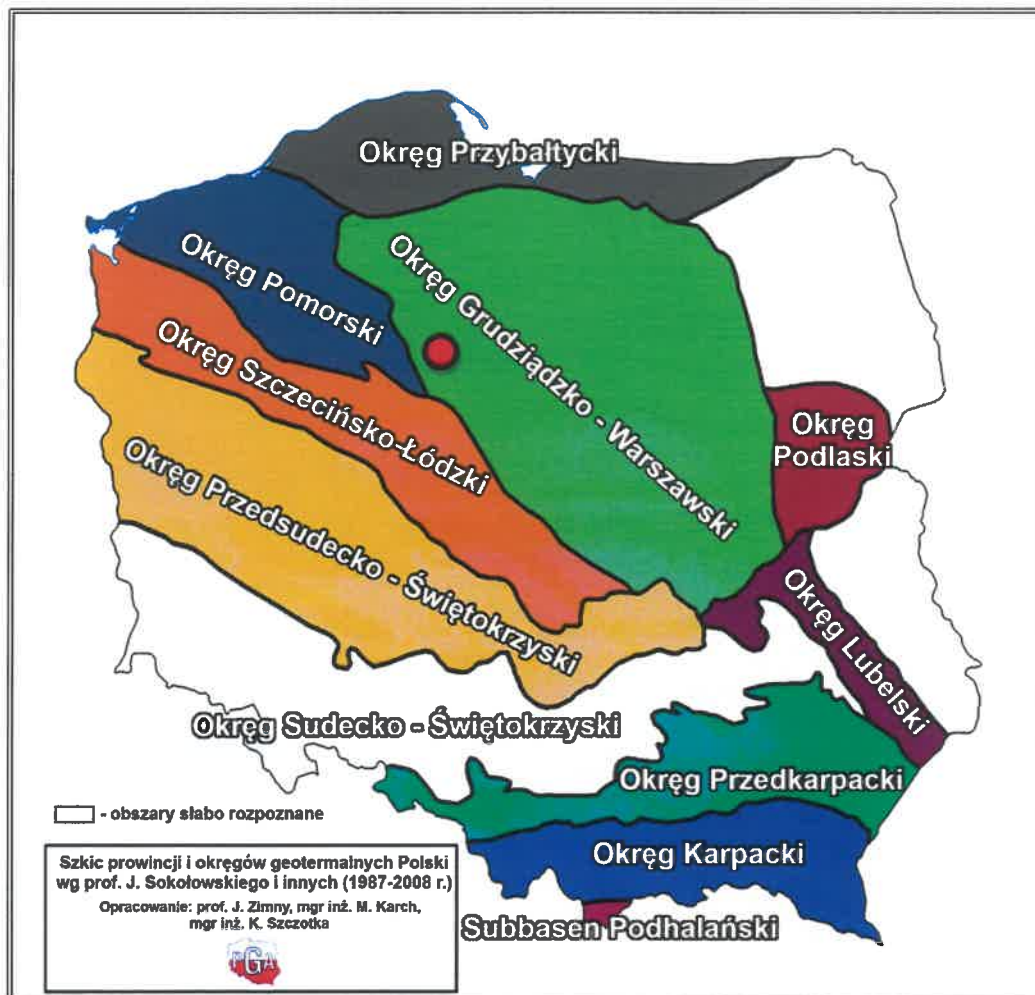 Okręg Przybałtycki
Okręg Pomorski
Okręg Grudziądzko - Warszawski
Okręg Szczecińsko-Łódzki
Okręg
Podlaski
Okręg Przedsudecko - Świętokrzyski
Okręg Lubelski
Okręg Sudecko - Świętokrzyski
Okręg Przedkarpacki
Okręg Karpacki
Subbasen Podhalański
- obszary słabo rozpoznane
Szkic prowincji i okręgów geotermalnych Polski
wg prof. J. Sokołowskiego i innych (1987-2008 r.)
Opracowanie: prof. J. Zimny, mgr inż. M. Karch,
mgr inż. K. Szczotka
PGA